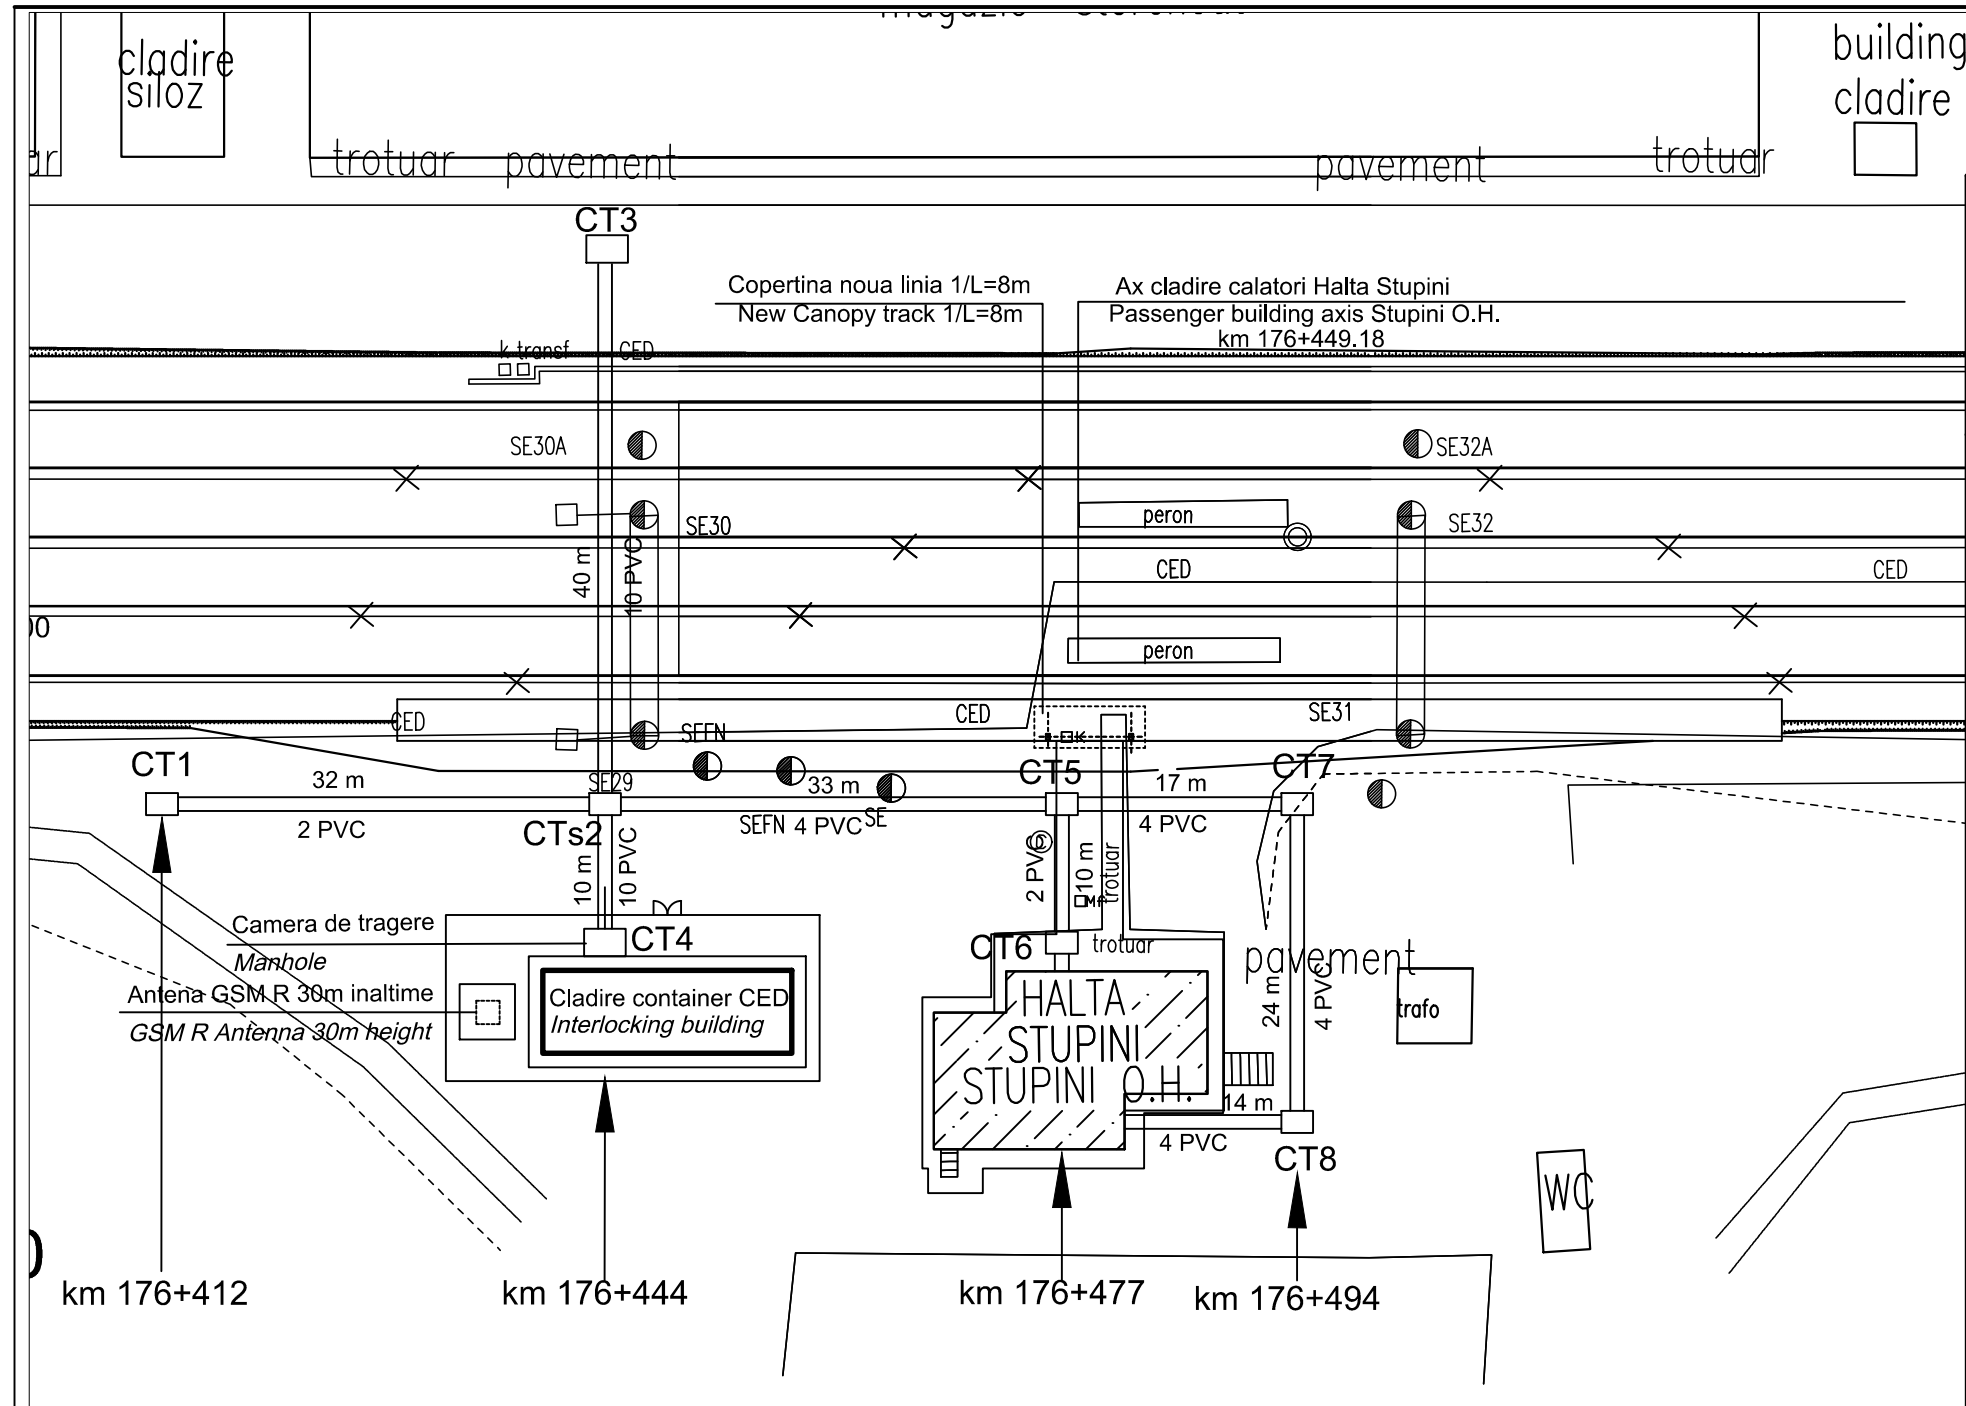 cladire
siloz
building
cladire
trotuar pavement
pavement trotuar
CT3
Copertina noua linia 1/L=8m
New Canopy track 1/L=8m
Ax cladire calatori Halta Stupini
Passenger building axis Stupini O.H.
km 176+449.18
k transf
CED
SE30A
SE32A
SE30
peron
SE32
40 m
10 PVC
CED
CED
peron
CED
CED
SE31
SEFN
K
CT1
32 m
2 PVC
SE29
CTs2
33 m
SEFN 4 PVC SE
CT5
17 m
4 PVC
CT7
10 m
10 PVC
2 PVC
10 m
trotuar
Camera de tragere
Manhole
CT4
CT6
trotuar
pavement
Antena GSM R 30m inaltime
GSM R Antenna 30m height
Cladire container CED
Interlocking building
HALTA
STUPINI
STUPINI O.H.
24 m
4 PVC
trafo
14 m
4 PVC
CT8
WC
km 176+412
km 176+444
km 176+477
km 176+494